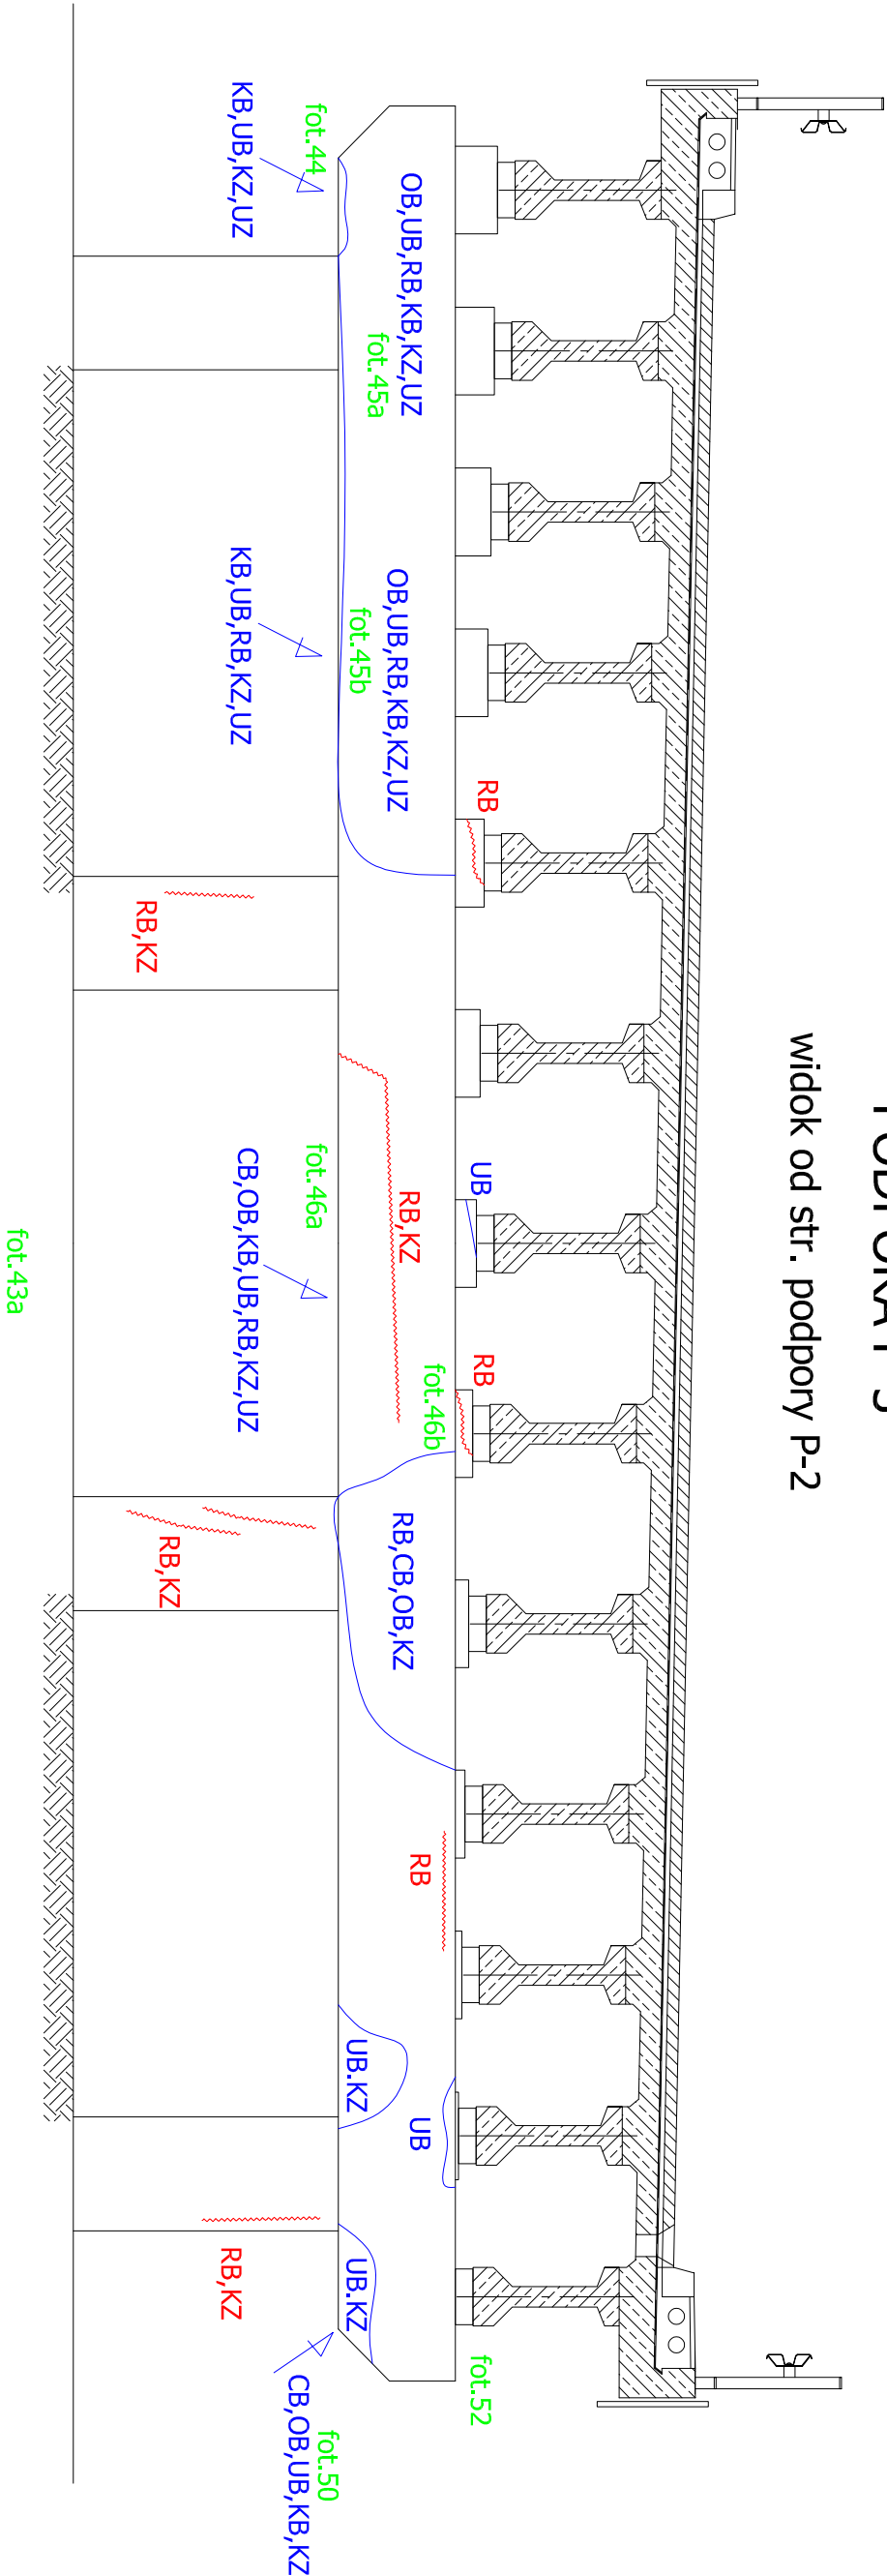 PODPORA
widok od str. podpory P-2
RB
UB
RB
fot.52
OB,UB,RB,KB,KZ,UZ
fot.45a
OB,UB,RB,KB,KZ,UZ
fot.45b
RB,KZ
fot.46b
RB,CB,OB,KZ
RB
UB
UB.KZ
UB.KZ
fot.44
KB,UB,KZ,UZ
KB,UB,RB,KZ,UZ
fot.46a
CB,OB,KB,UB,RB,KZ,UZ
fot.50
CB,OB,UB,KB,KZ
RB,KZ
RB,KZ
RB,KZ
fot.43a